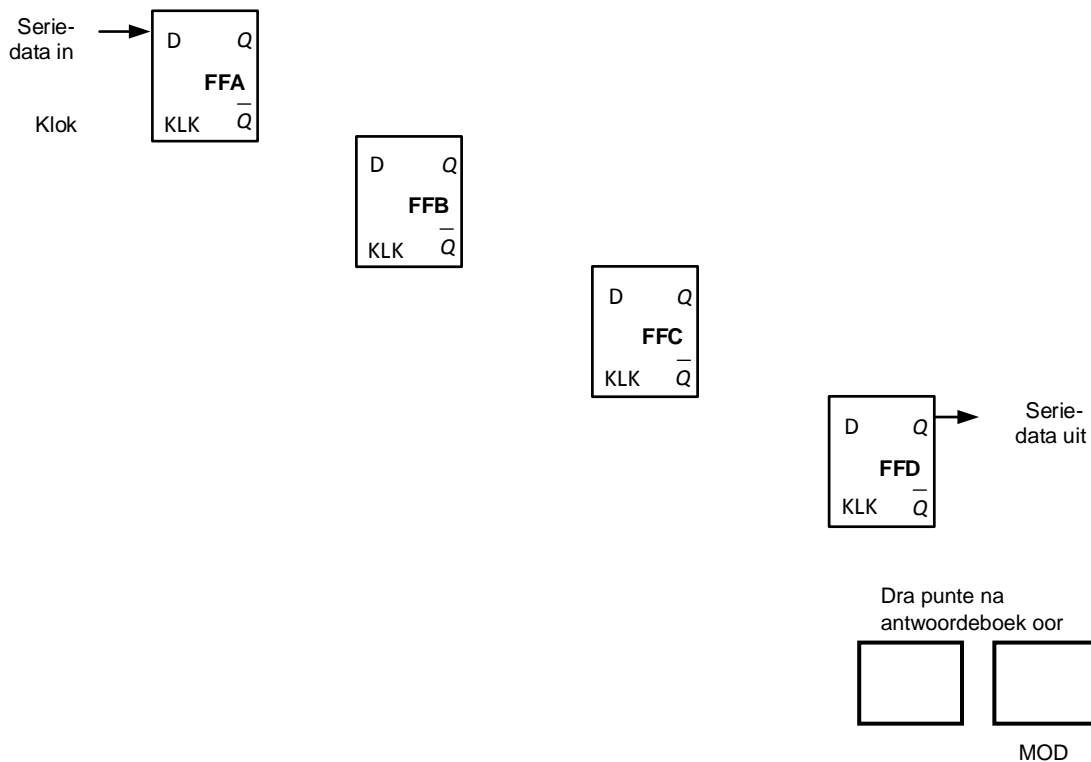 Serie-
data in
D Q
FFA
Klok
KLK Q̅
D Q
FFB
KLK Q̅
D Q
FFC
KLK Q̅
D Q
FFD
KLK Q̅
Serie-
data uit
Dra punte na
antwoordeboek oor
MOD